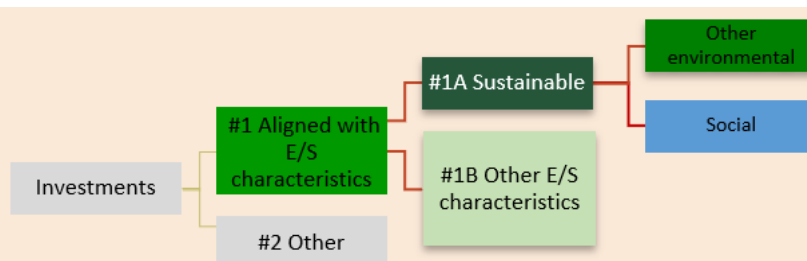 Other
environmental
#1A Sustainable
#1 Aligned with
E/S
characteristics
Social
Investments
#1B Other E/S
characteristics
#2 Other